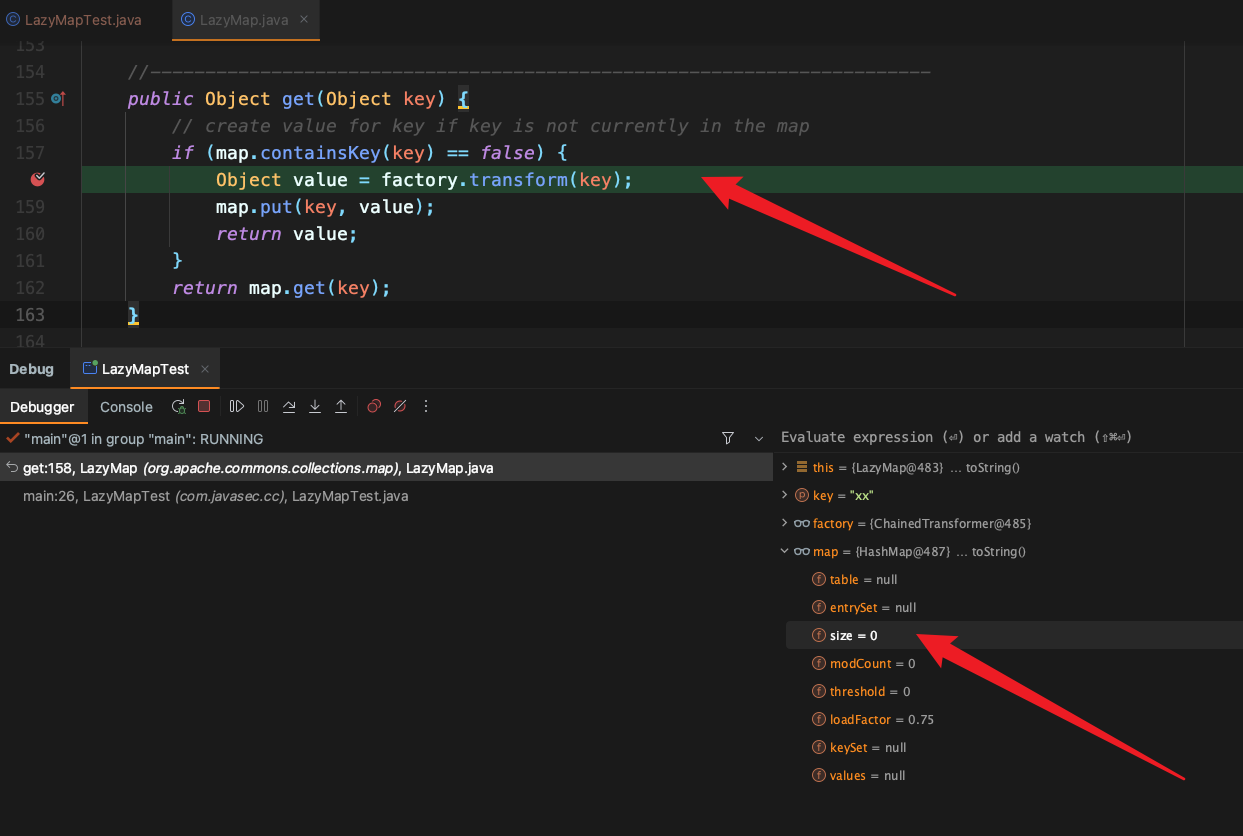 LazyMapTest.java
LazyMap.java
153
154 //-----------------------------------------------------------------------
155 public Object get(Object key) {
156 // create value for key if key is not currently in the map
157 if (map.containsKey(key) == false) {
Object value = factory.transform(key);
159 map.put(key, value);
160 return value;
161 }
162 return map.get(key);
163 }
164
Debug LazyMapTest
Debugger Console
"main"@1 in group "main": RUNNING
get:158, LazyMap (org.apache.commons.collections.map), LazyMap.java
main:26, LazyMapTest (com.javasec.cc), LazyMapTest.java
Evaluate expression (⏎) or add a watch (⇧⌘⏎)
this = {LazyMap@483} ... toString()
key = "xx"
factory = {ChainedTransformer@485}
map = {HashMap@487} ... toString()
table = null
entrySet = null
size = 0
modCount = 0
threshold = 0
loadFactor = 0.75
keySet = null
values = null